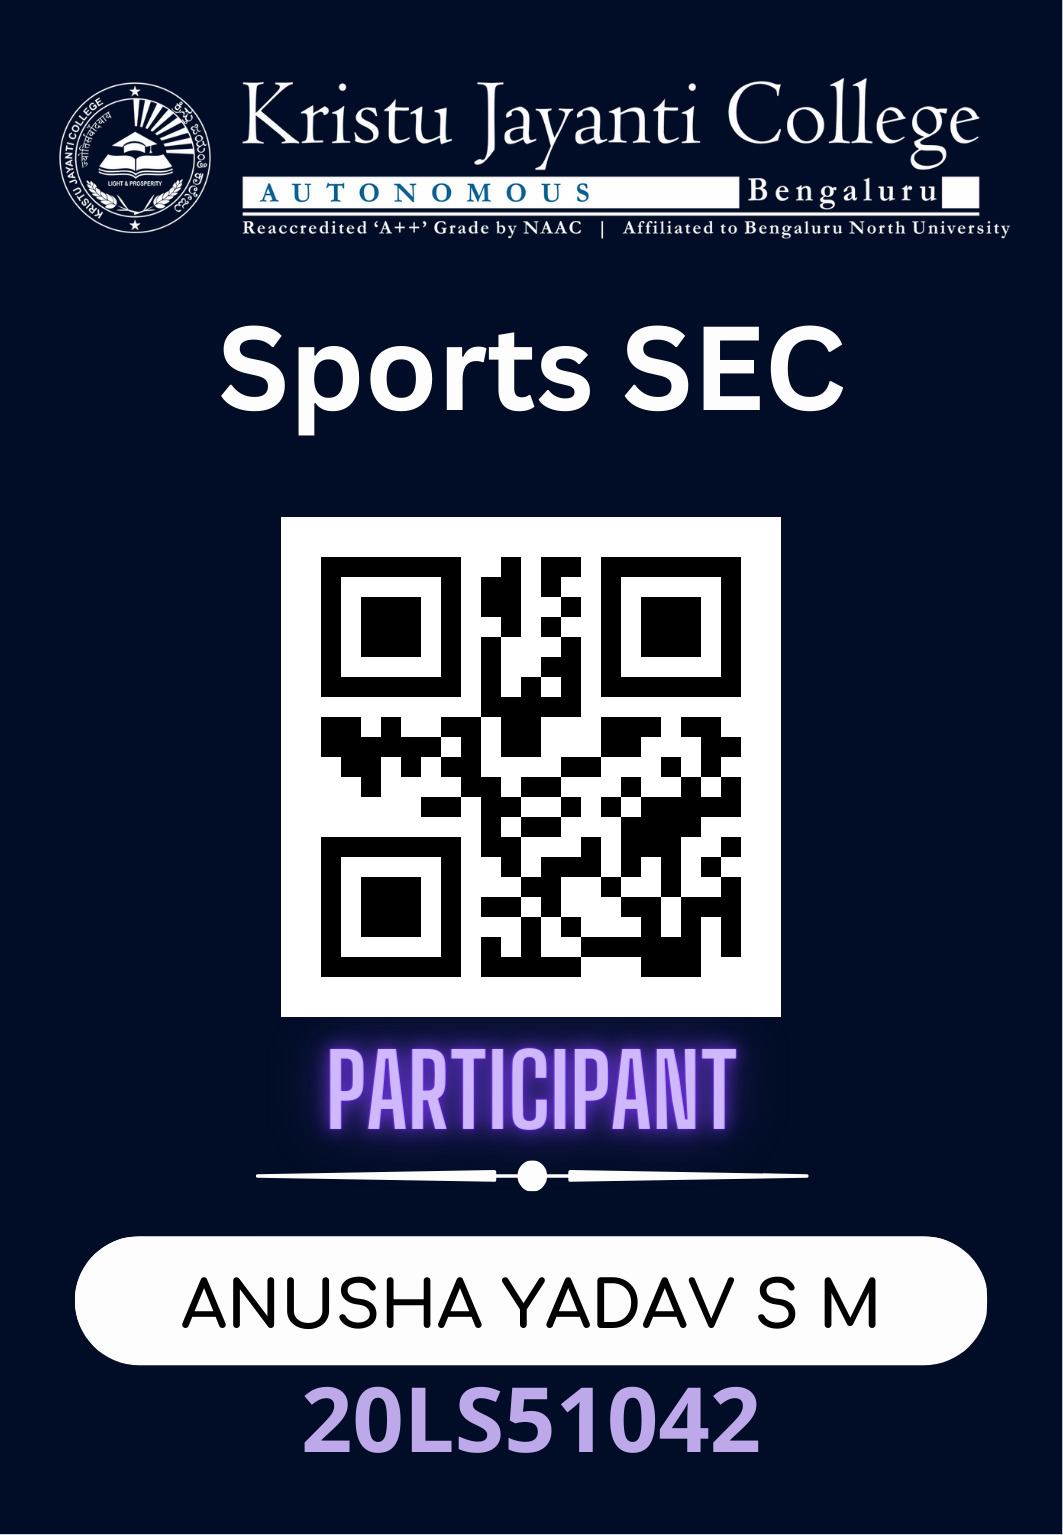 Kristu Jayanti College
AUTONOMOUS Bengaluru
Reaccredited ‘A++’ Grade by NAAC | Affiliated to Bengaluru North University
KRISTU JAYANTI COLLEGE
LIGHT & PROSPERITY
Sports SEC
PARTICIPANT
ANUSHA YADAV S M
20LS51042